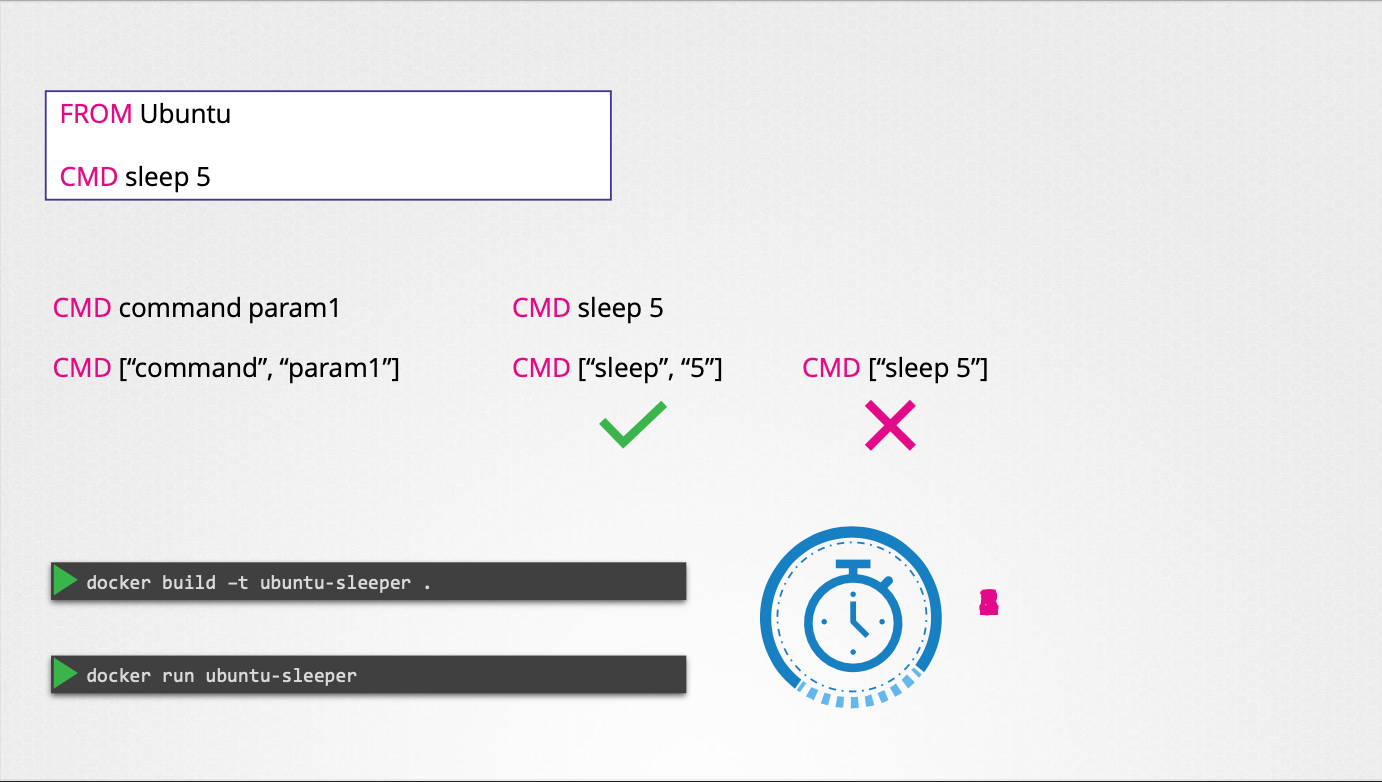 FROM Ubuntu
CMD sleep 5
CMD command param1
CMD sleep 5
CMD [“command”, “param1”]
CMD [“sleep”, “5”]
CMD [“sleep 5”]
docker build –t ubuntu-sleeper .
docker run ubuntu-sleeper